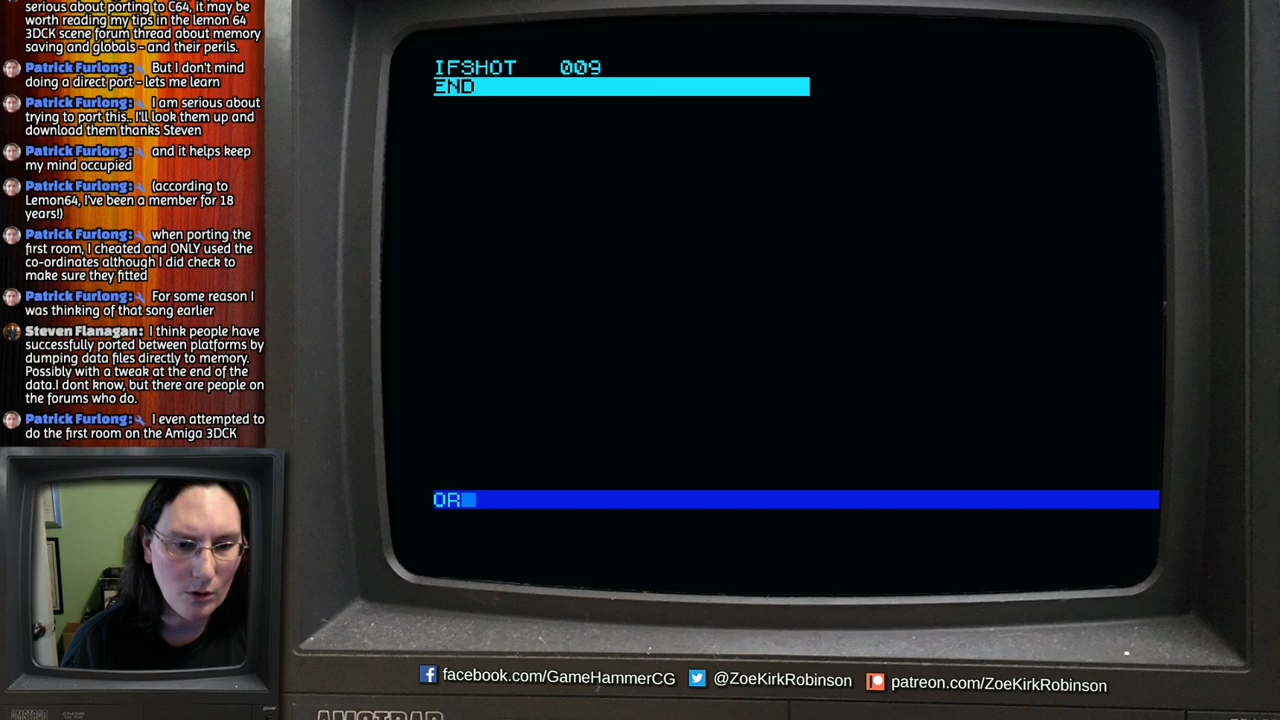 serious about porting to C64, it may be
worth reading my tips in the lemon 64
3DCK scene forum thread about memory
saving and globals - and their perils.
Patrick Furlong: But I don't mind
doing a direct port - lets me learn
Patrick Furlong: I am serious about
trying to port this.. I'll look them up and
download them thanks Steven
Patrick Furlong: and it helps keep
my mind occupied
Patrick Furlong: (according to
Lemon64, I've been a member for 18
years!)
Patrick Furlong: when porting the
first room, I cheated and ONLY used the
co-ordinates although I did check to
make sure they fitted
Patrick Furlong: For some reason I
was thinking of that song earlier
Steven Flanagan: I think people have
successfully ported between platforms by
dumping data files directly to memory.
Possibly with a tweak at the end of the
data.I dont know, but there are people on
the forums who do.
Patrick Furlong: I even attempted to
do the first room on the Amiga 3DCK
IFSHOT 009
END
OR
facebook.com/GameHammerCG
@ZoeKirkRobinson
patreon.com/ZoeKirkRobinson
AMSTRAD